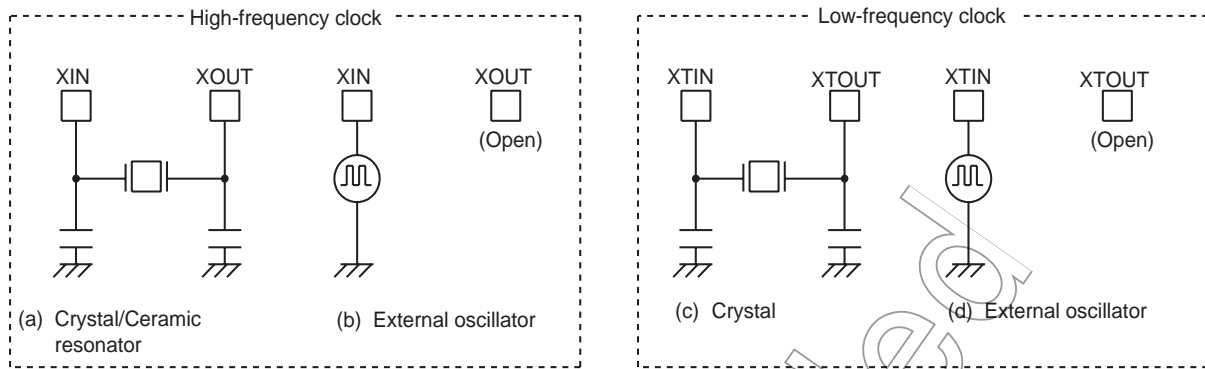 High-frequency clock
XIN
XOUT
XIN
XOUT
(Open)
(a) Crystal/Ceramic
resonator
(b) External oscillator
Low-frequency clock
XTIN
XTOUT
XTIN
XTOUT
(Open)
(c) Crystal
(d) External oscillator